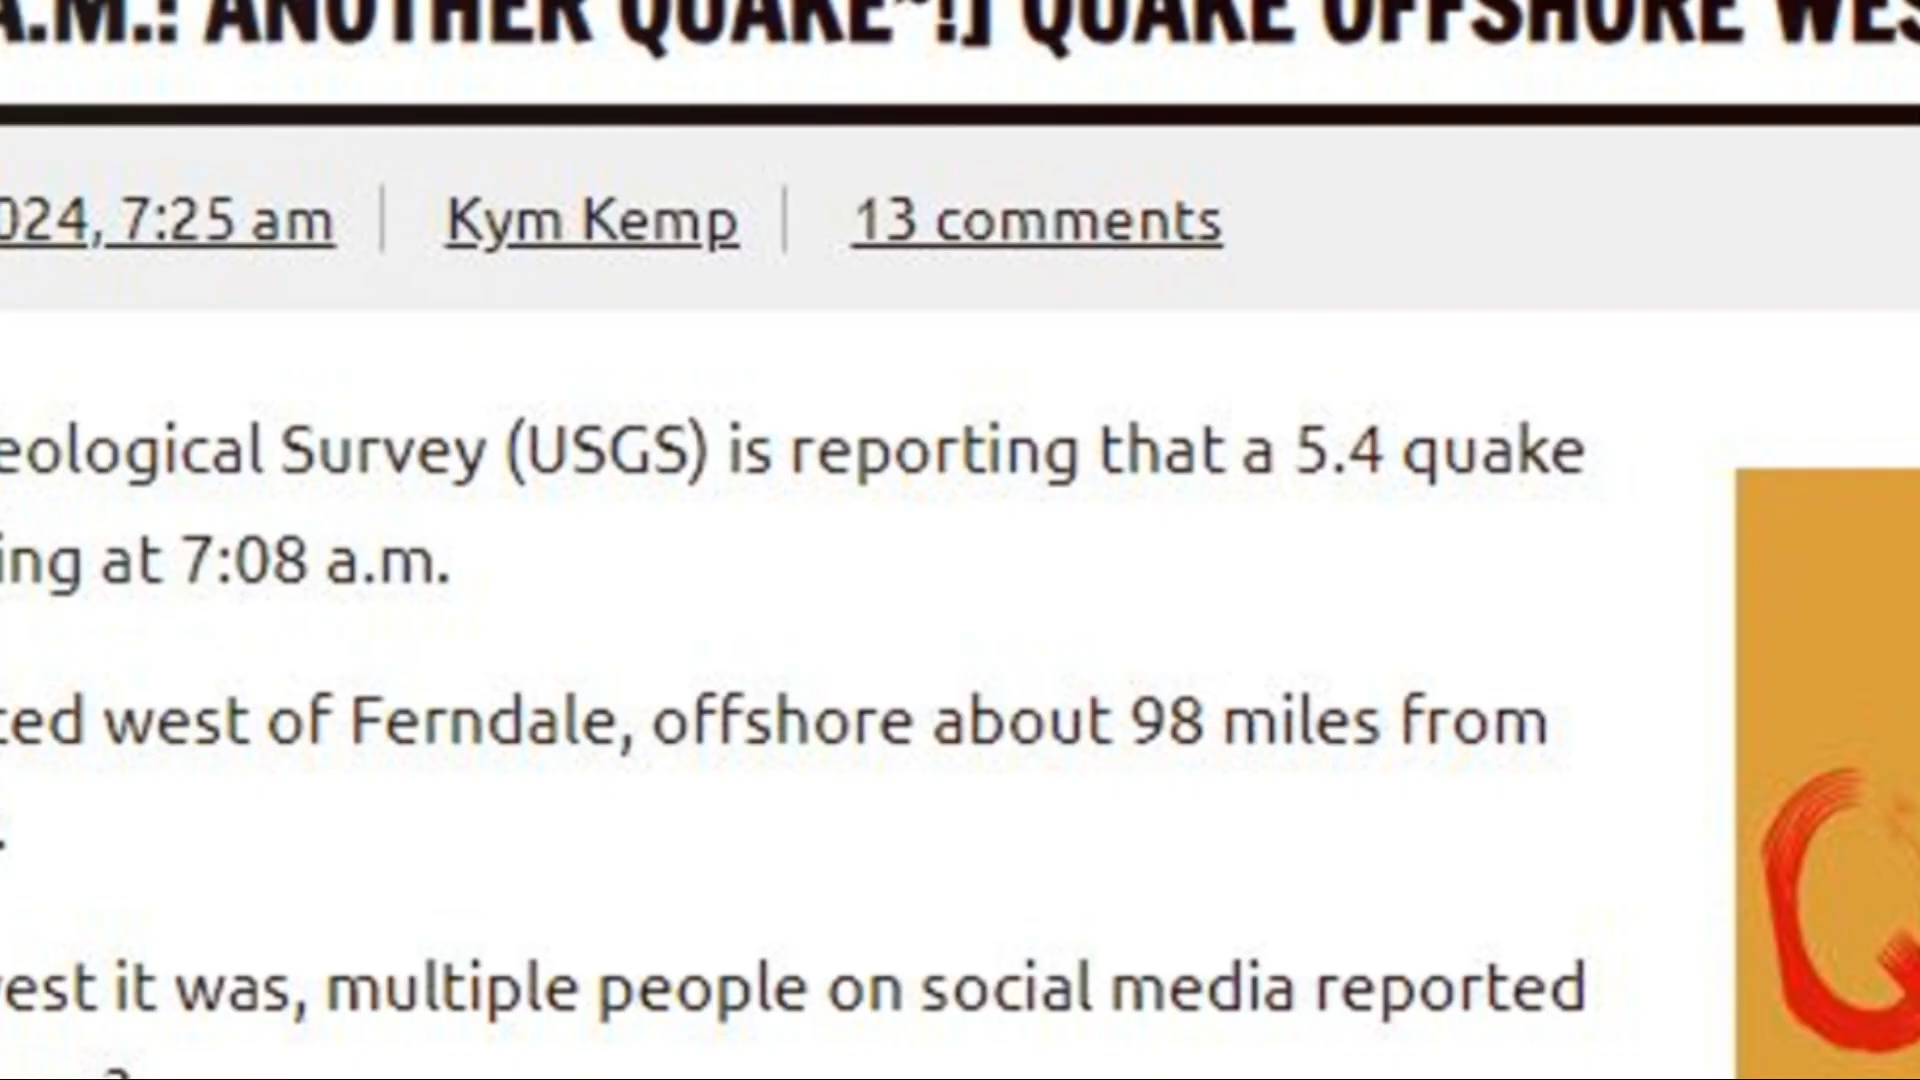 A.M.: ANOTHER QUAKE~!] QUAKE OFFSHORE WES
024, 7:25 am Kym Kemp 13 comments
eological Survey (USGS) is reporting that a 5.4 quake
ing at 7:08 a.m.
ted west of Ferndale, offshore about 98 miles from
.
est it was, multiple people on social media reported